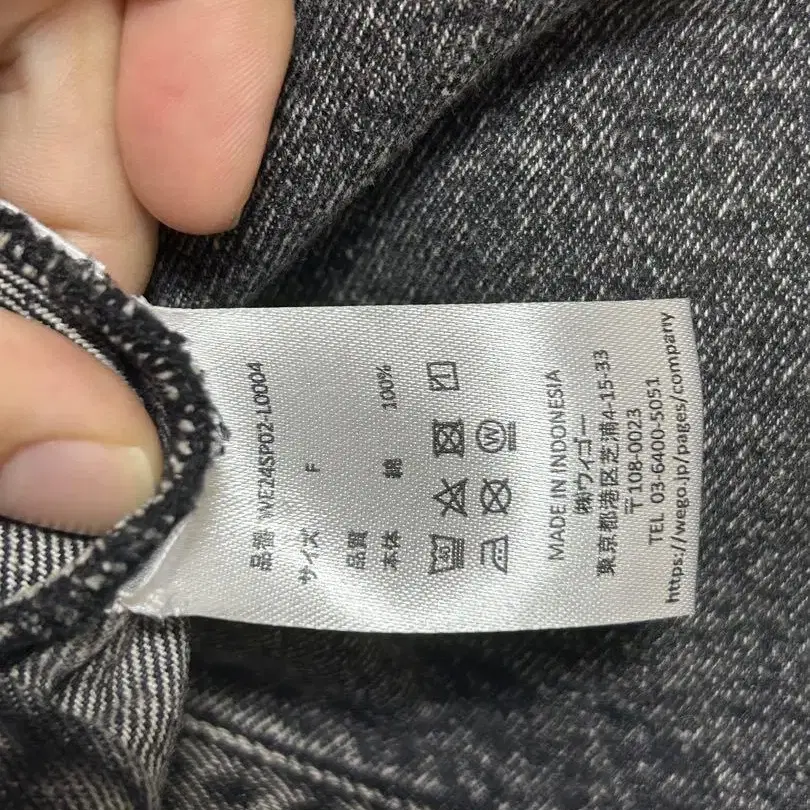 品番 WE24SP02-L0004
サイズ F
品質
本体 綿 100%
MADE IN INDONESIA
㈱ウィゴー
東京都港区芝浦4-15-33
〒108-0023
TEL 03-6400-5051
https://wego.jp/pages/company